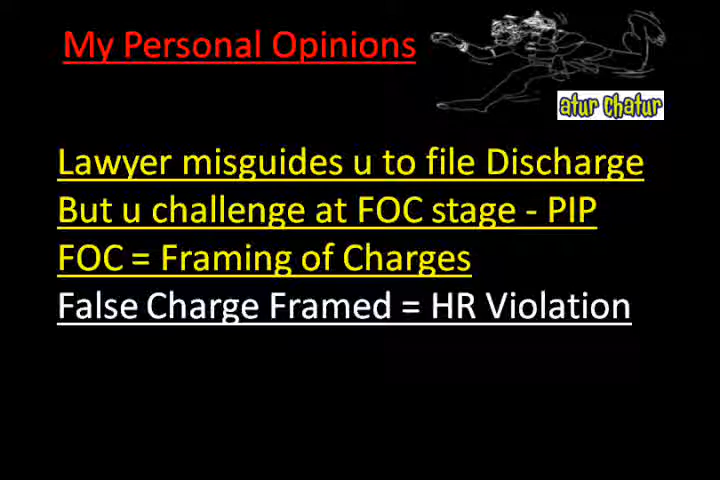 My Personal Opinions
atur chatur
Lawyer misguides u to file Discharge
But u challenge at FOC stage - PIP
FOC = Framing of Charges
False Charge Framed = HR Violation